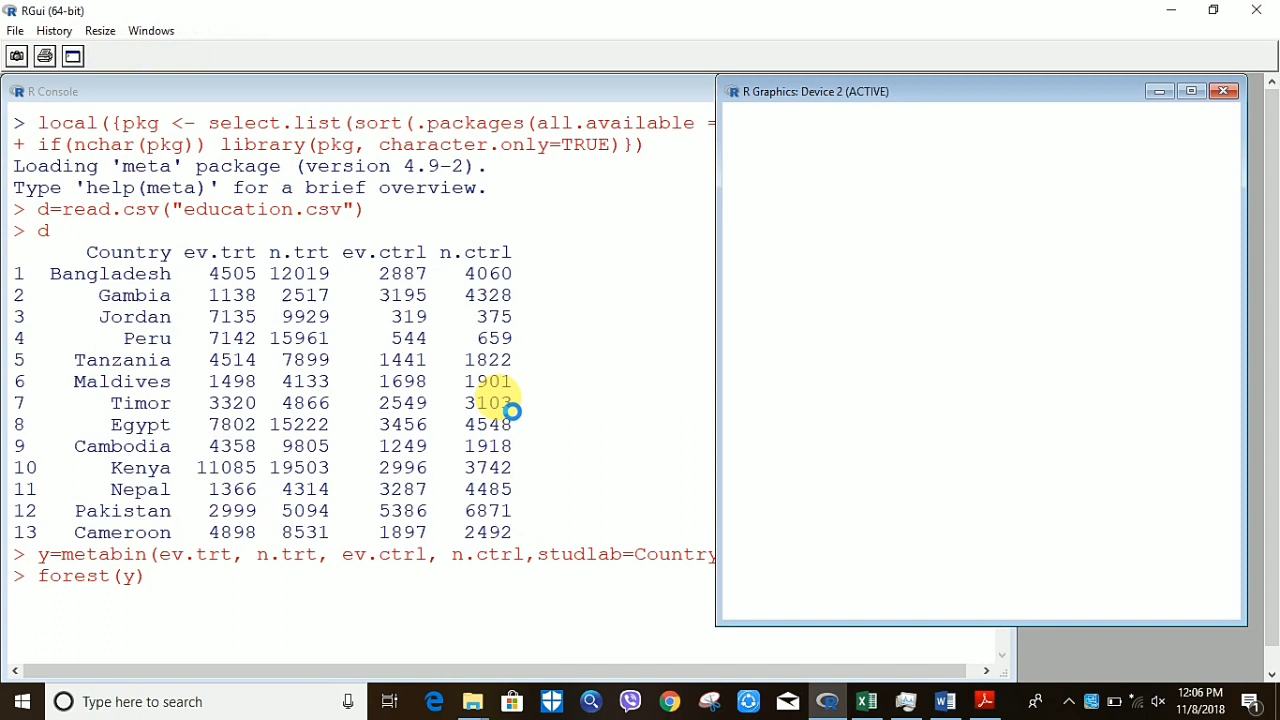 RGui (64-bit)
File History Resize Windows
R Console
R Graphics: Device 2 (ACTIVE)
> local({pkg <- select.list(sort(.packages(all.available =
+ if(nchar(pkg)) library(pkg, character.only=TRUE)})
Loading 'meta' package (version 4.9-2).
Type 'help(meta)' for a brief overview.
> d=read.csv("education.csv")
> d
Country ev.trt n.trt ev.ctrl n.ctrl
1 Bangladesh 4505 12019 2887 4060
2 Gambia 1138 2517 3195 4328
3 Jordan 7135 9929 319 375
4 Peru 7142 15961 544 659
5 Tanzania 4514 7899 1441 1822
6 Maldives 1498 4133 1698 1901
7 Timor 3320 4866 2549 3103
8 Egypt 7802 15222 3456 4548
9 Cambodia 4358 9805 1249 1918
10 Kenya 11085 19503 2996 3742
11 Nepal 1366 4314 3287 4485
12 Pakistan 2999 5094 5386 6871
13 Cameroon 4898 8531 1897 2492
> y=metabin(ev.trt, n.trt, ev.ctrl, n.ctrl,studlab=Country
> forest(y)
Type here to search
12:06 PM
11/8/2018